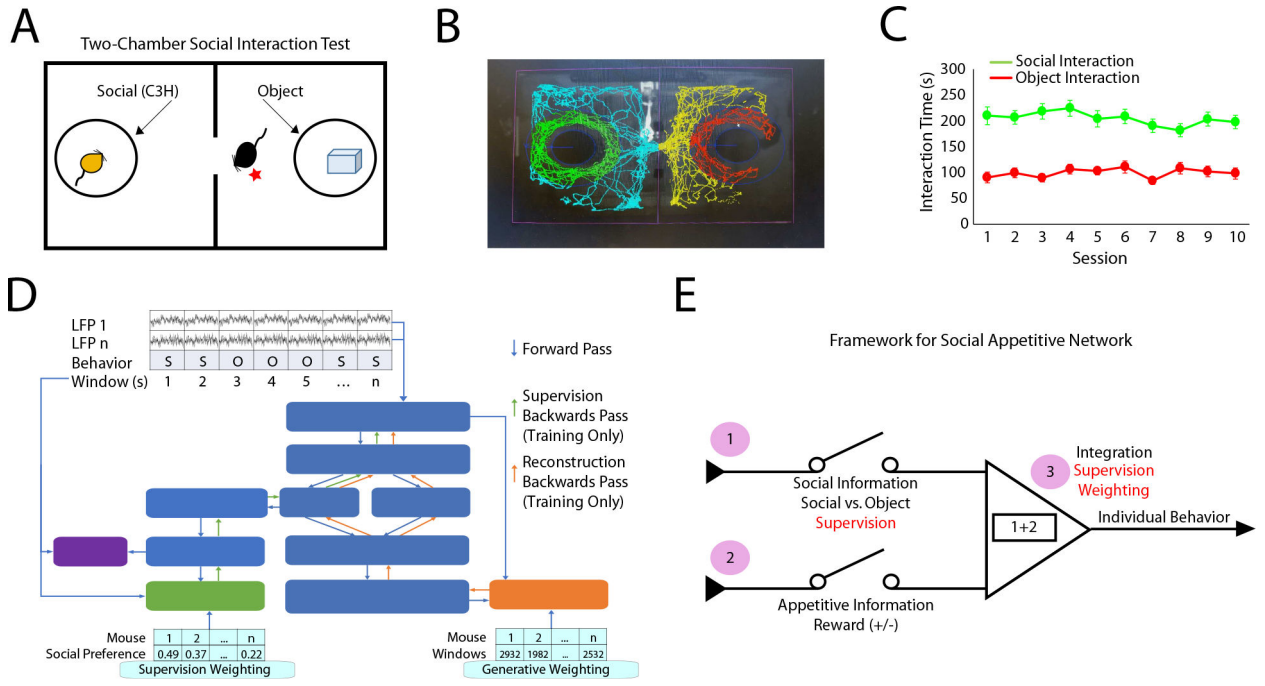 A
Two-Chamber Social Interaction Test
Social (C3H)
Object
B
C
Social Interaction
Object Interaction
Interaction Time (s)
300
250
200
150
100
50
0
1 2 3 4 5 6 7 8 9 10
Session
D
LFP 1
LFP n
Behavior S S O O O S S
Window (s) 1 2 3 4 5 ... n
Forward Pass
Supervision
Backwards Pass
(Training Only)
Reconstruction
Backwards Pass
(Training Only)
Mouse 1 2 ... n
Social Preference 0.49 0.37 ... 0.22
Supervision Weighting
Mouse 1 2 ... n
Windows 2932 1982 ... 2532
Generative Weighting
E
Framework for Social Appetitive Network
1
Social Information
Social vs. Object
Supervision
2
Appetitive Information
Reward (+/-)
1+2
3
Integration
Supervision
Weighting
Individual Behavior